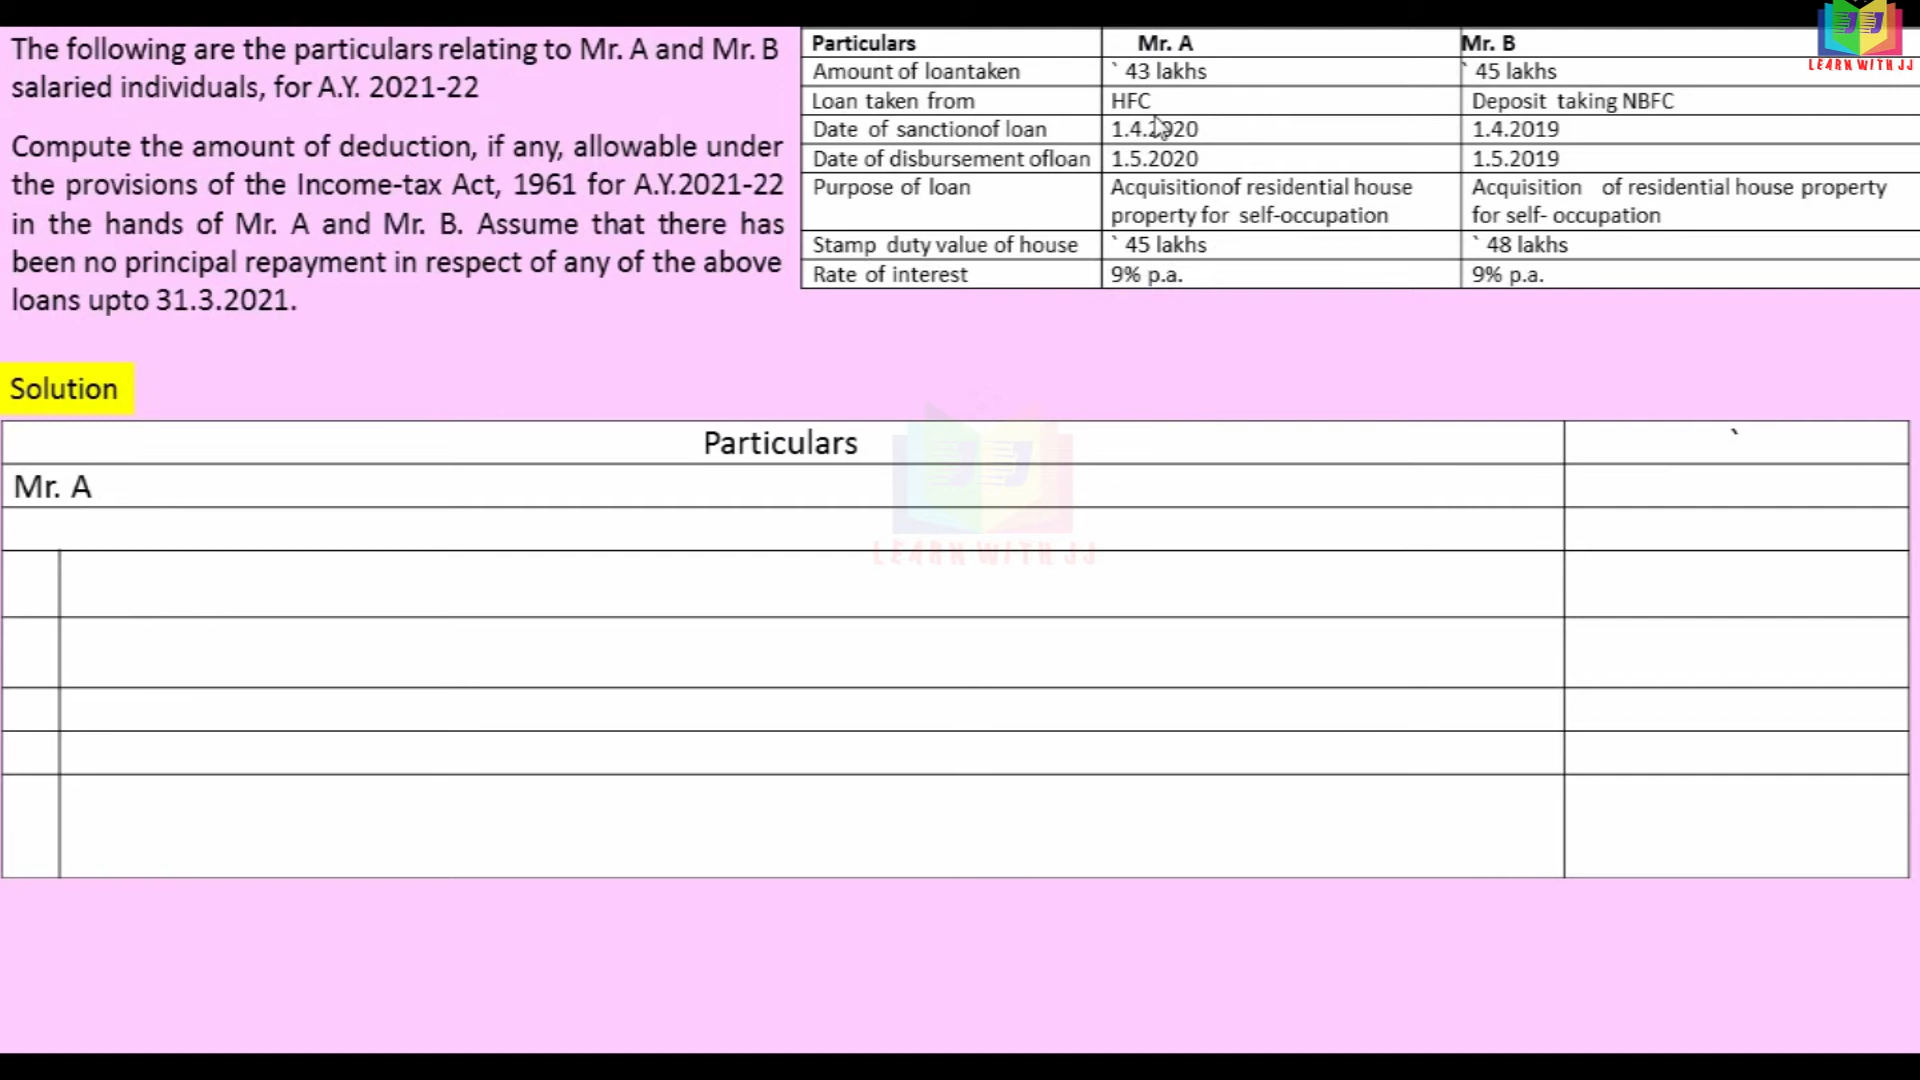 The following are the particulars relating to Mr. A and Mr. B
salaried individuals, for A.Y. 2021-22
Compute the amount of deduction, if any, allowable under
the provisions of the Income-tax Act, 1961 for A.Y.2021-22
in the hands of Mr. A and Mr. B. Assume that there has
been no principal repayment in respect of any of the above
loans upto 31.3.2021.
Particulars Mr. A Mr. B
Amount of loantaken ` 43 lakhs ` 45 lakhs
Loan taken from HFC Deposit taking NBFC
Date of sanctionof loan 1.4.2020 1.4.2019
Date of disbursement ofloan 1.5.2020 1.5.2019
Purpose of loan Acquisitionof residential house Acquisition of residential house property
property for self-occupation for self- occupation
Stamp duty value of house ` 45 lakhs ` 48 lakhs
Rate of interest 9% p.a. 9% p.a.
LEARN WITH JJ
Solution
Particulars `
Mr. A
LEARN WITH JJ